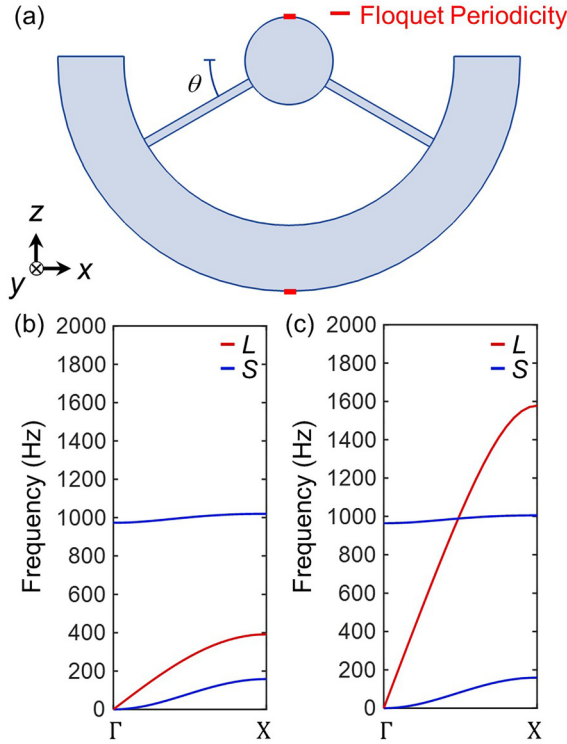 (a)
Floquet Periodicity
θ
z
y
x
(b)
(c)
2000
1800
1600
1400
1200
1000
800
600
400
200
0
Frequency (Hz)
L
S
Γ
X
2000
1800
1600
1400
1200
1000
800
600
400
200
0
Frequency (Hz)
L
S
Γ
X